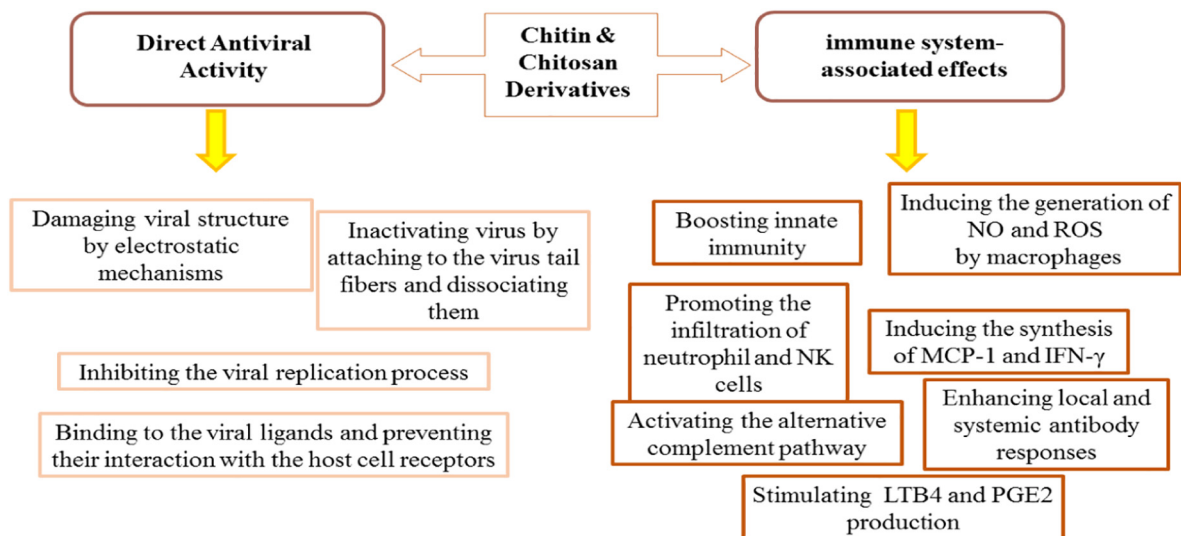 Direct Antiviral
Activity
Chitin &
Chitosan
Derivatives
immune system-
associated effects
Damaging viral structure
by electrostatic
mechanisms
Inactivating virus by
attaching to the virus tail
fibers and dissociating
them
Inhibiting the viral replication process
Binding to the viral ligands and preventing
their interaction with the host cell receptors
Boosting innate
immunity
Inducing the generation of
NO and ROS
by macrophages
Promoting the
infiltration of
neutrophil and NK
cells
Inducing the synthesis
of MCP-1 and IFN-γ
Activating the alternative
complement pathway
Enhancing local and
systemic antibody
responses
Stimulating LTB4 and PGE2
production